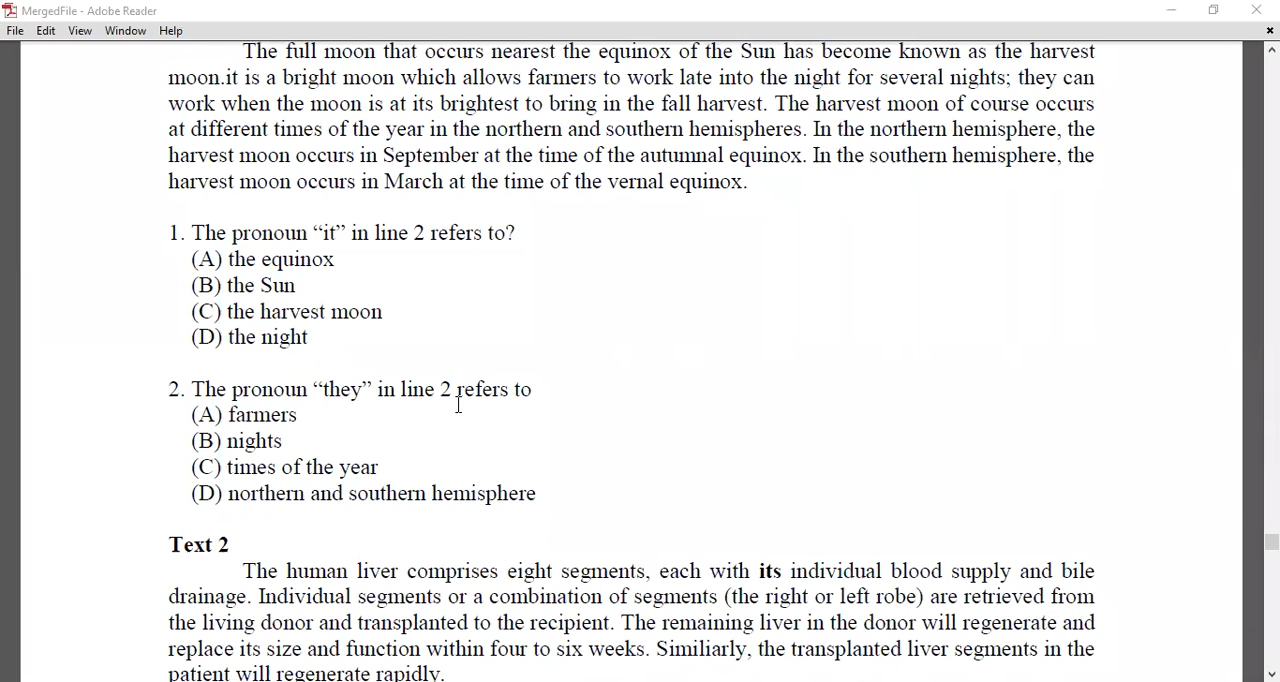 MergedFile - Adobe Reader
File Edit View Window Help
The full moon that occurs nearest the equinox of the Sun has become known as the harvest
moon.it is a bright moon which allows farmers to work late into the night for several nights; they can
work when the moon is at its brightest to bring in the fall harvest. The harvest moon of course occurs
at different times of the year in the northern and southern hemispheres. In the northern hemisphere, the
harvest moon occurs in September at the time of the autumnal equinox. In the southern hemisphere, the
harvest moon occurs in March at the time of the vernal equinox.
1. The pronoun “it” in line 2 refers to?
(A) the equinox
(B) the Sun
(C) the harvest moon
(D) the night
2. The pronoun “they” in line 2 refers to
(A) farmers
(B) nights
(C) times of the year
(D) northern and southern hemisphere
Text 2
The human liver comprises eight segments, each with its individual blood supply and bile
drainage. Individual segments or a combination of segments (the right or left robe) are retrieved from
the living donor and transplanted to the recipient. The remaining liver in the donor will regenerate and
replace its size and function within four to six weeks. Similiarly, the transplanted liver segments in the
patient will regenerate rapidly.